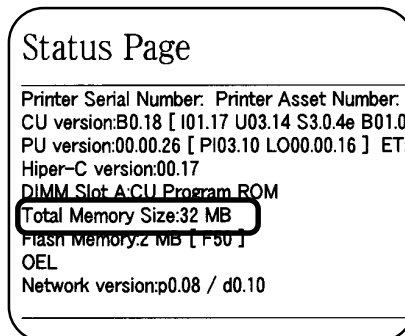 Status Page
Printer Serial Number: Printer Asset Number:
CU version:B0.18 [ I01.17 U03.14 S3.0.4e B01.0
PU version:00.00.26 [ PI03.10 LO00.00.16 ] ET
Hiper-C version:00.17
DIMM Slot A:CU Program ROM
Total Memory Size:32 MB
Flash Memory:2 MB [ F50 ]
OEL
Network version:p0.08 / d0.10